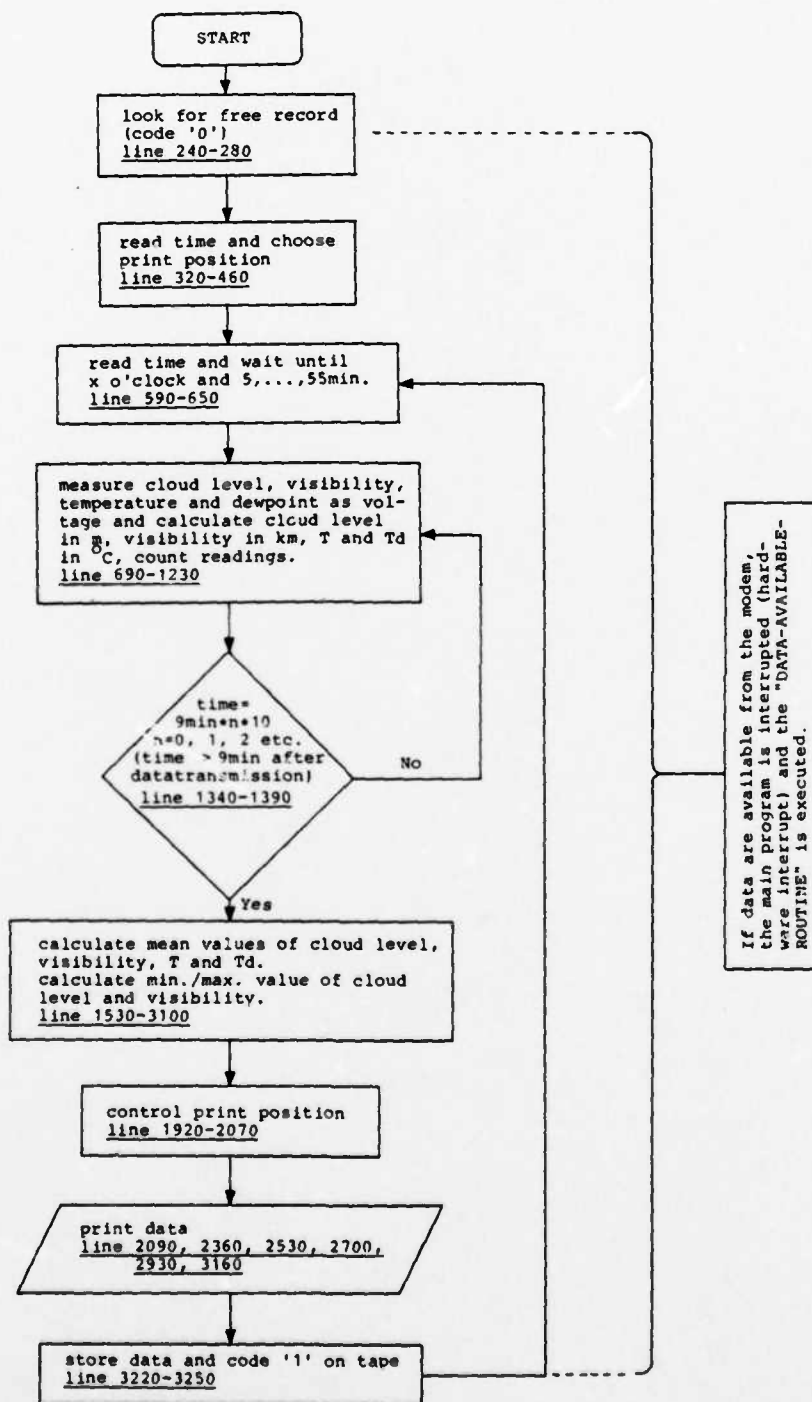 START
look for free record
(code '0')
line 240-280
read time and choose
print position
line 320-460
read time and wait until
x o'clock and 5,...,55min.
line 590-650
measure cloud level, visibility,
temperature and dewpoint as vol-
tage and calculate cloud level
in m, visibility in km, T and Td
in °C, count readings.
line 690-1230
time=
9min*n*10
n=0, 1, 2 etc.
(time > 9min after
datatransmission)
line 1340-1390
No
Yes
calculate mean values of cloud level,
visibility, T and Td.
calculate min./max. value of cloud
level and visibility.
line 1530-3100
control print position
line 1920-2070
print data
line 2090, 2360, 2530, 2700,
2930, 3160
store data and code '1' on tape
line 3220-3250
If data are available from the modem,
the main program is interrupted (hard-
ware interrupt) and the "DATA-AVAILABLE-
ROUTINE" is executed.